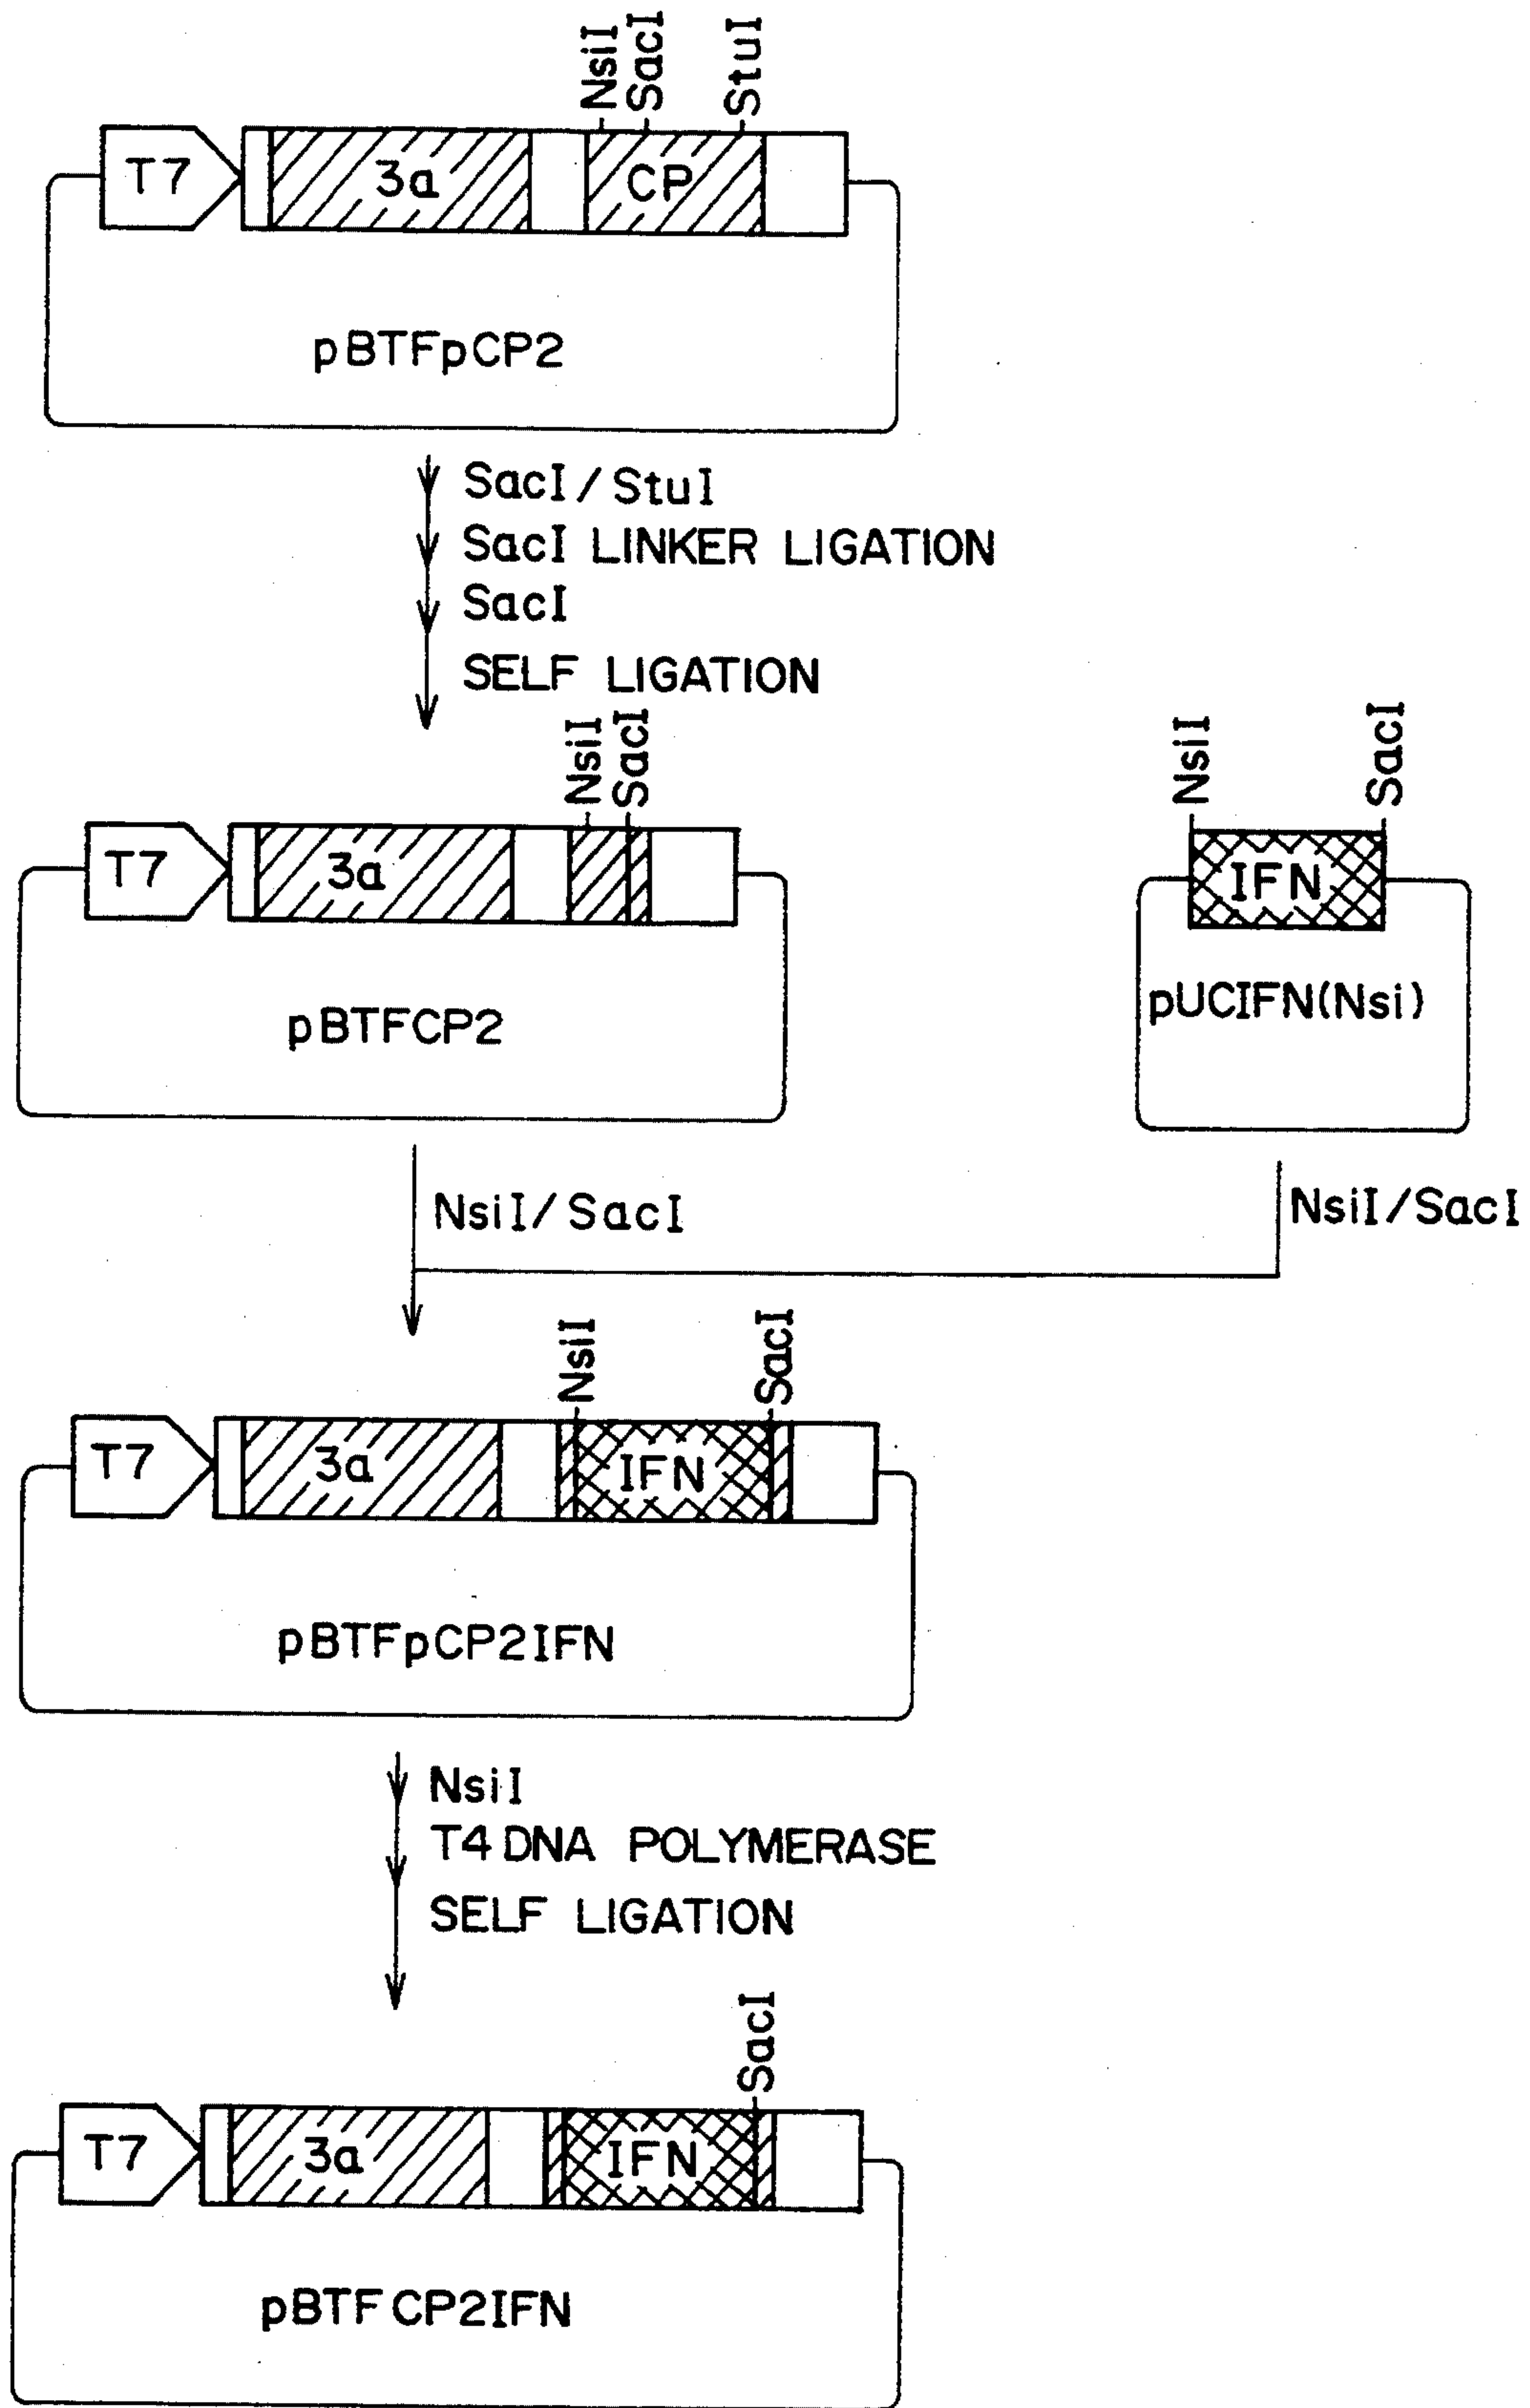 NsiI
SacI
StuI
T7
3a
CP
pBTFpCP2
SacI/StuI
SacI LINKER LIGATION
SacI
SELF LIGATION
NsiI
SacI
T7
3a
pBTFCP2
NsiI
SacI
IFN
pUCIFN(Nsi)
NsiI/SacI
NsiI/SacI
NsiI
SacI
T7
3a
IFN
pBTFpCP2IFN
NsiI
T4 DNA POLYMERASE
SELF LIGATION
SacI
T7
3a
IFN
pBTFCP2IFN